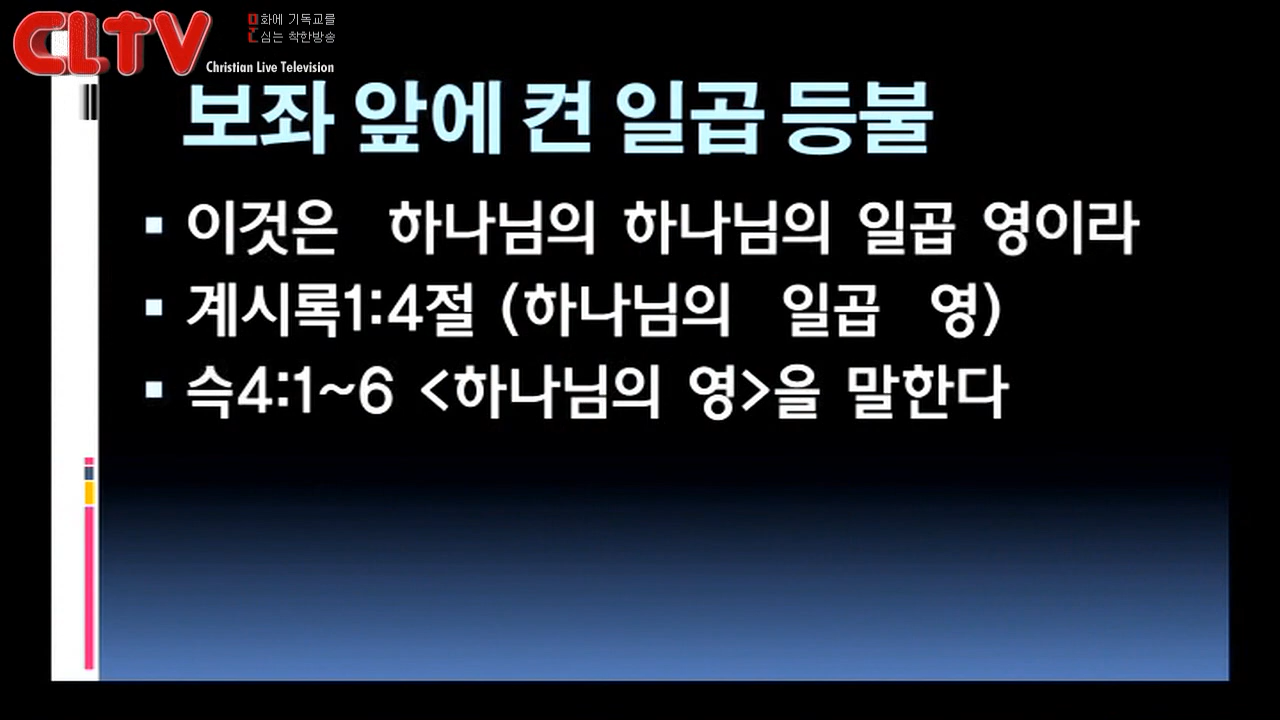 CLTV
문화에 기독교를
심는 착한방송
Christian Live Television
보좌 앞에 켠 일곱 등불
이것은 하나님의 하나님의 일곱 영이라
계시록1:4절 (하나님의 일곱 영)
슥4:1~6 <하나님의 영>을 말한다